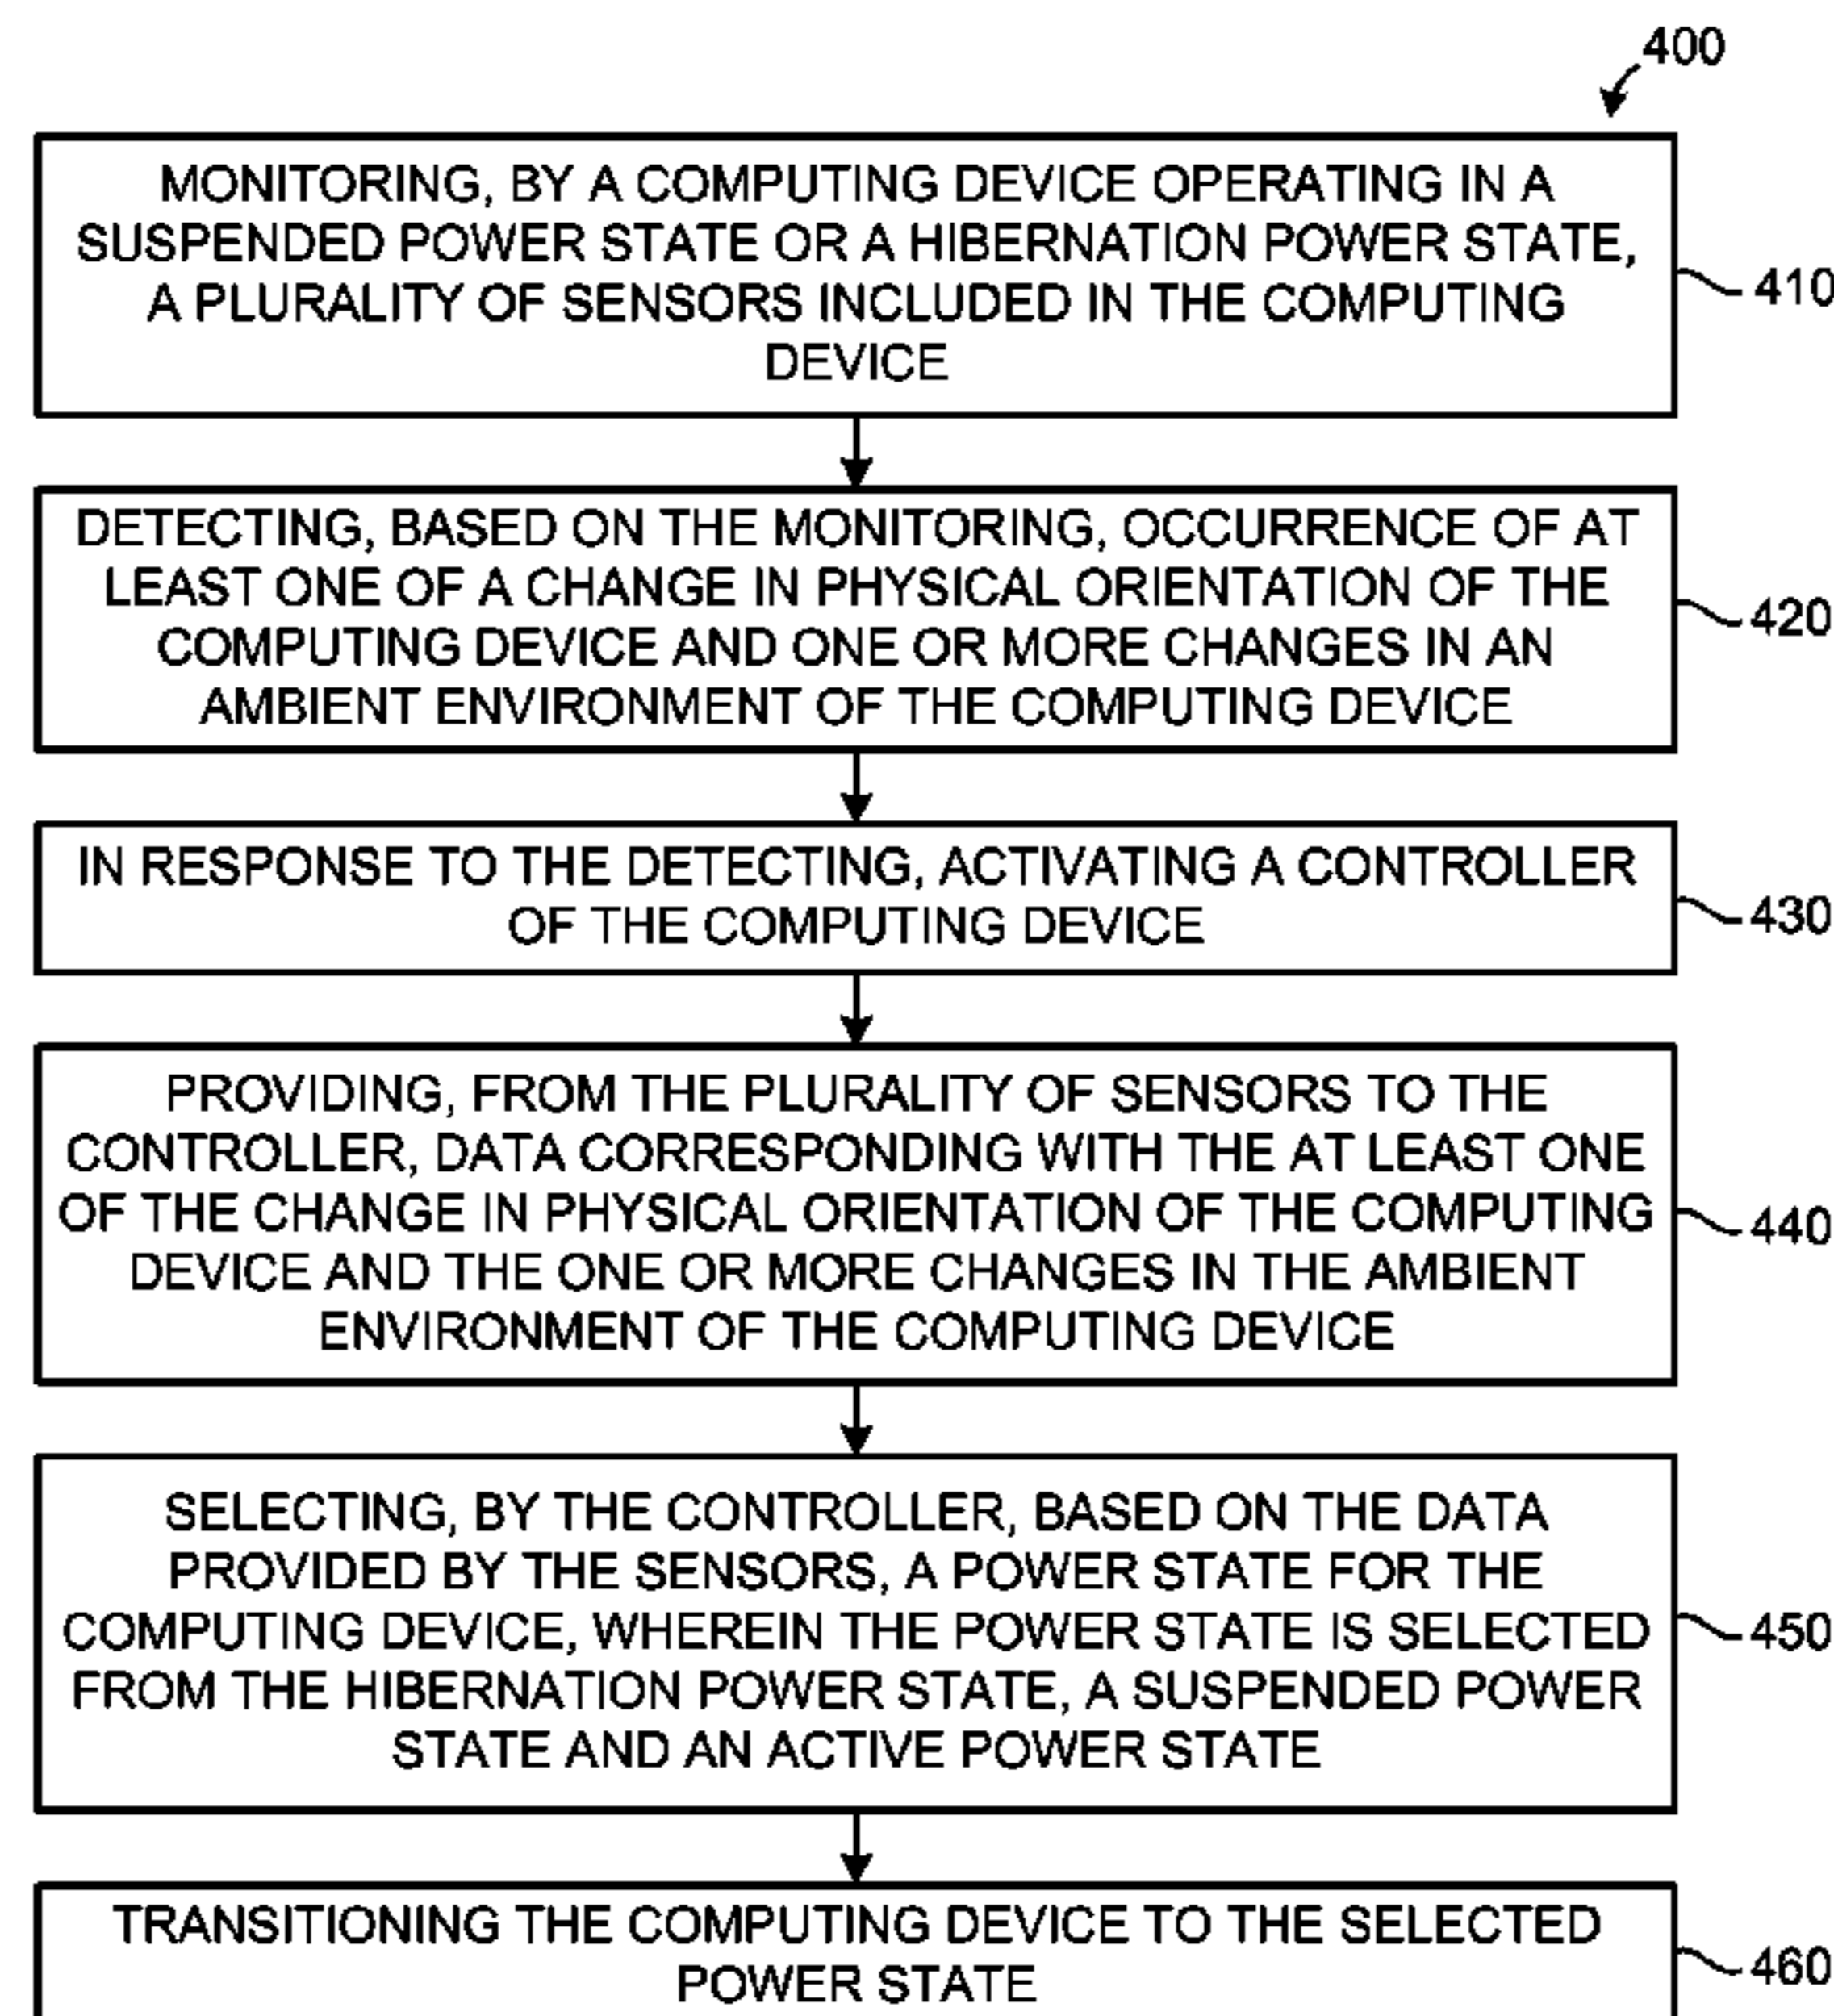 400
MONITORING, BY A COMPUTING DEVICE OPERATING IN A
SUSPENDED POWER STATE OR A HIBERNATION POWER STATE,
A PLURALITY OF SENSORS INCLUDED IN THE COMPUTING
DEVICE
410
DETECTING, BASED ON THE MONITORING, OCCURRENCE OF AT
LEAST ONE OF A CHANGE IN PHYSICAL ORIENTATION OF THE
COMPUTING DEVICE AND ONE OR MORE CHANGES IN AN
AMBIENT ENVIRONMENT OF THE COMPUTING DEVICE
420
IN RESPONSE TO THE DETECTING, ACTIVATING A CONTROLLER
OF THE COMPUTING DEVICE
430
PROVIDING, FROM THE PLURALITY OF SENSORS TO THE
CONTROLLER, DATA CORRESPONDING WITH THE AT LEAST ONE
OF THE CHANGE IN PHYSICAL ORIENTATION OF THE COMPUTING
DEVICE AND THE ONE OR MORE CHANGES IN THE AMBIENT
ENVIRONMENT OF THE COMPUTING DEVICE
440
SELECTING, BY THE CONTROLLER, BASED ON THE DATA
PROVIDED BY THE SENSORS, A POWER STATE FOR THE
COMPUTING DEVICE, WHEREIN THE POWER STATE IS SELECTED
FROM THE HIBERNATION POWER STATE, A SUSPENDED POWER
STATE AND AN ACTIVE POWER STATE
450
TRANSITIONING THE COMPUTING DEVICE TO THE SELECTED
POWER STATE
460